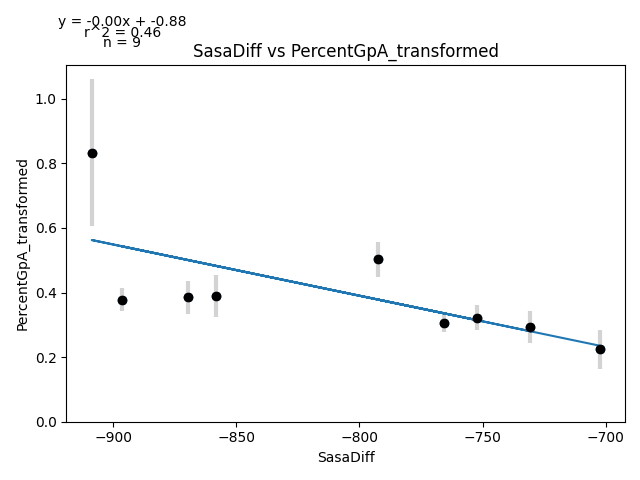 y = -0.00x + -0.88
r^2 = 0.46
n = 9
SasaDiff vs PercentGpA_transformed
PercentGpA_transformed
1.0
0.8
0.6
0.4
0.2
0.0
−900
−850
−800
−750
−700
SasaDiff